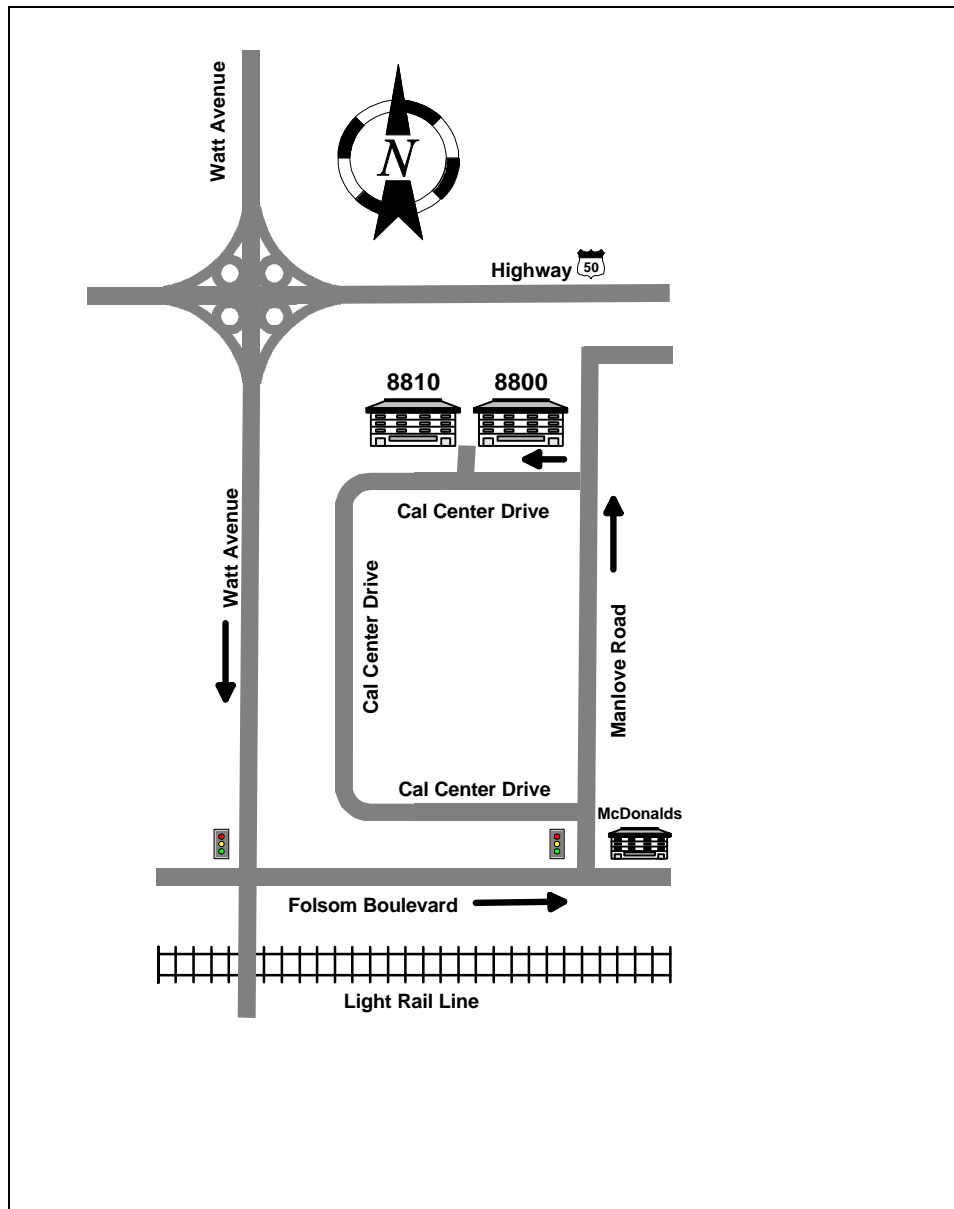 Watt Avenue
N
Highway 50
8810
8800
Cal Center Drive
Watt Avenue
Cal Center Drive
Manlove Road
Cal Center Drive
McDonalds
Folsom Boulevard
Light Rail Line